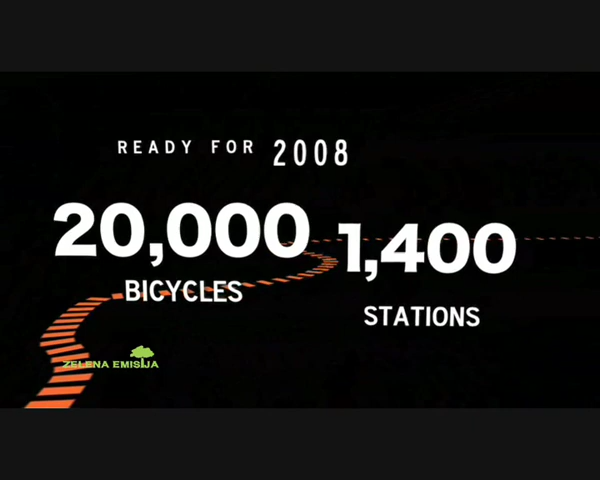 READY FOR 2008
20,000 1,400
BICYCLES
STATIONS
ZELENA EMISIJA